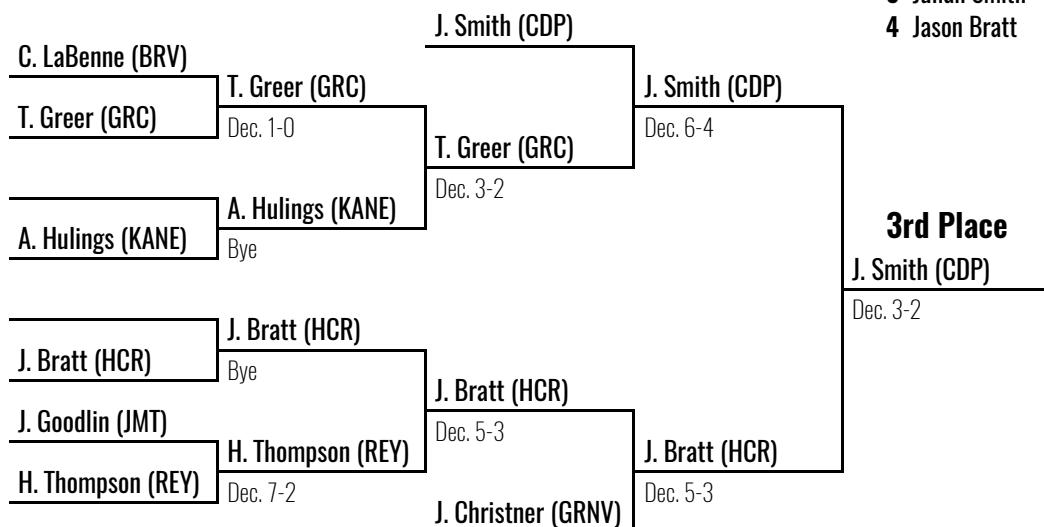 J. Smith (CDP)
4 Jason Bratt
C. LaBenne (BRV)
T. Greer (GRC)
J. Smith (CDP)
T. Greer (GRC)
Dec. 1-0
Dec. 6-4
T. Greer (GRC)
Dec. 3-2
A. Hulings (KANE)
3rd Place
A. Hulings (KANE)
Bye
J. Smith (CDP)
Dec. 3-2
J. Bratt (HCR)
J. Bratt (HCR)
Bye
J. Bratt (HCR)
J. Goodlin (JMT)
Dec. 5-3
H. Thompson (REY)
J. Bratt (HCR)
H. Thompson (REY)
Dec. 7-2
Dec. 5-3
J. Christner (GRNV)